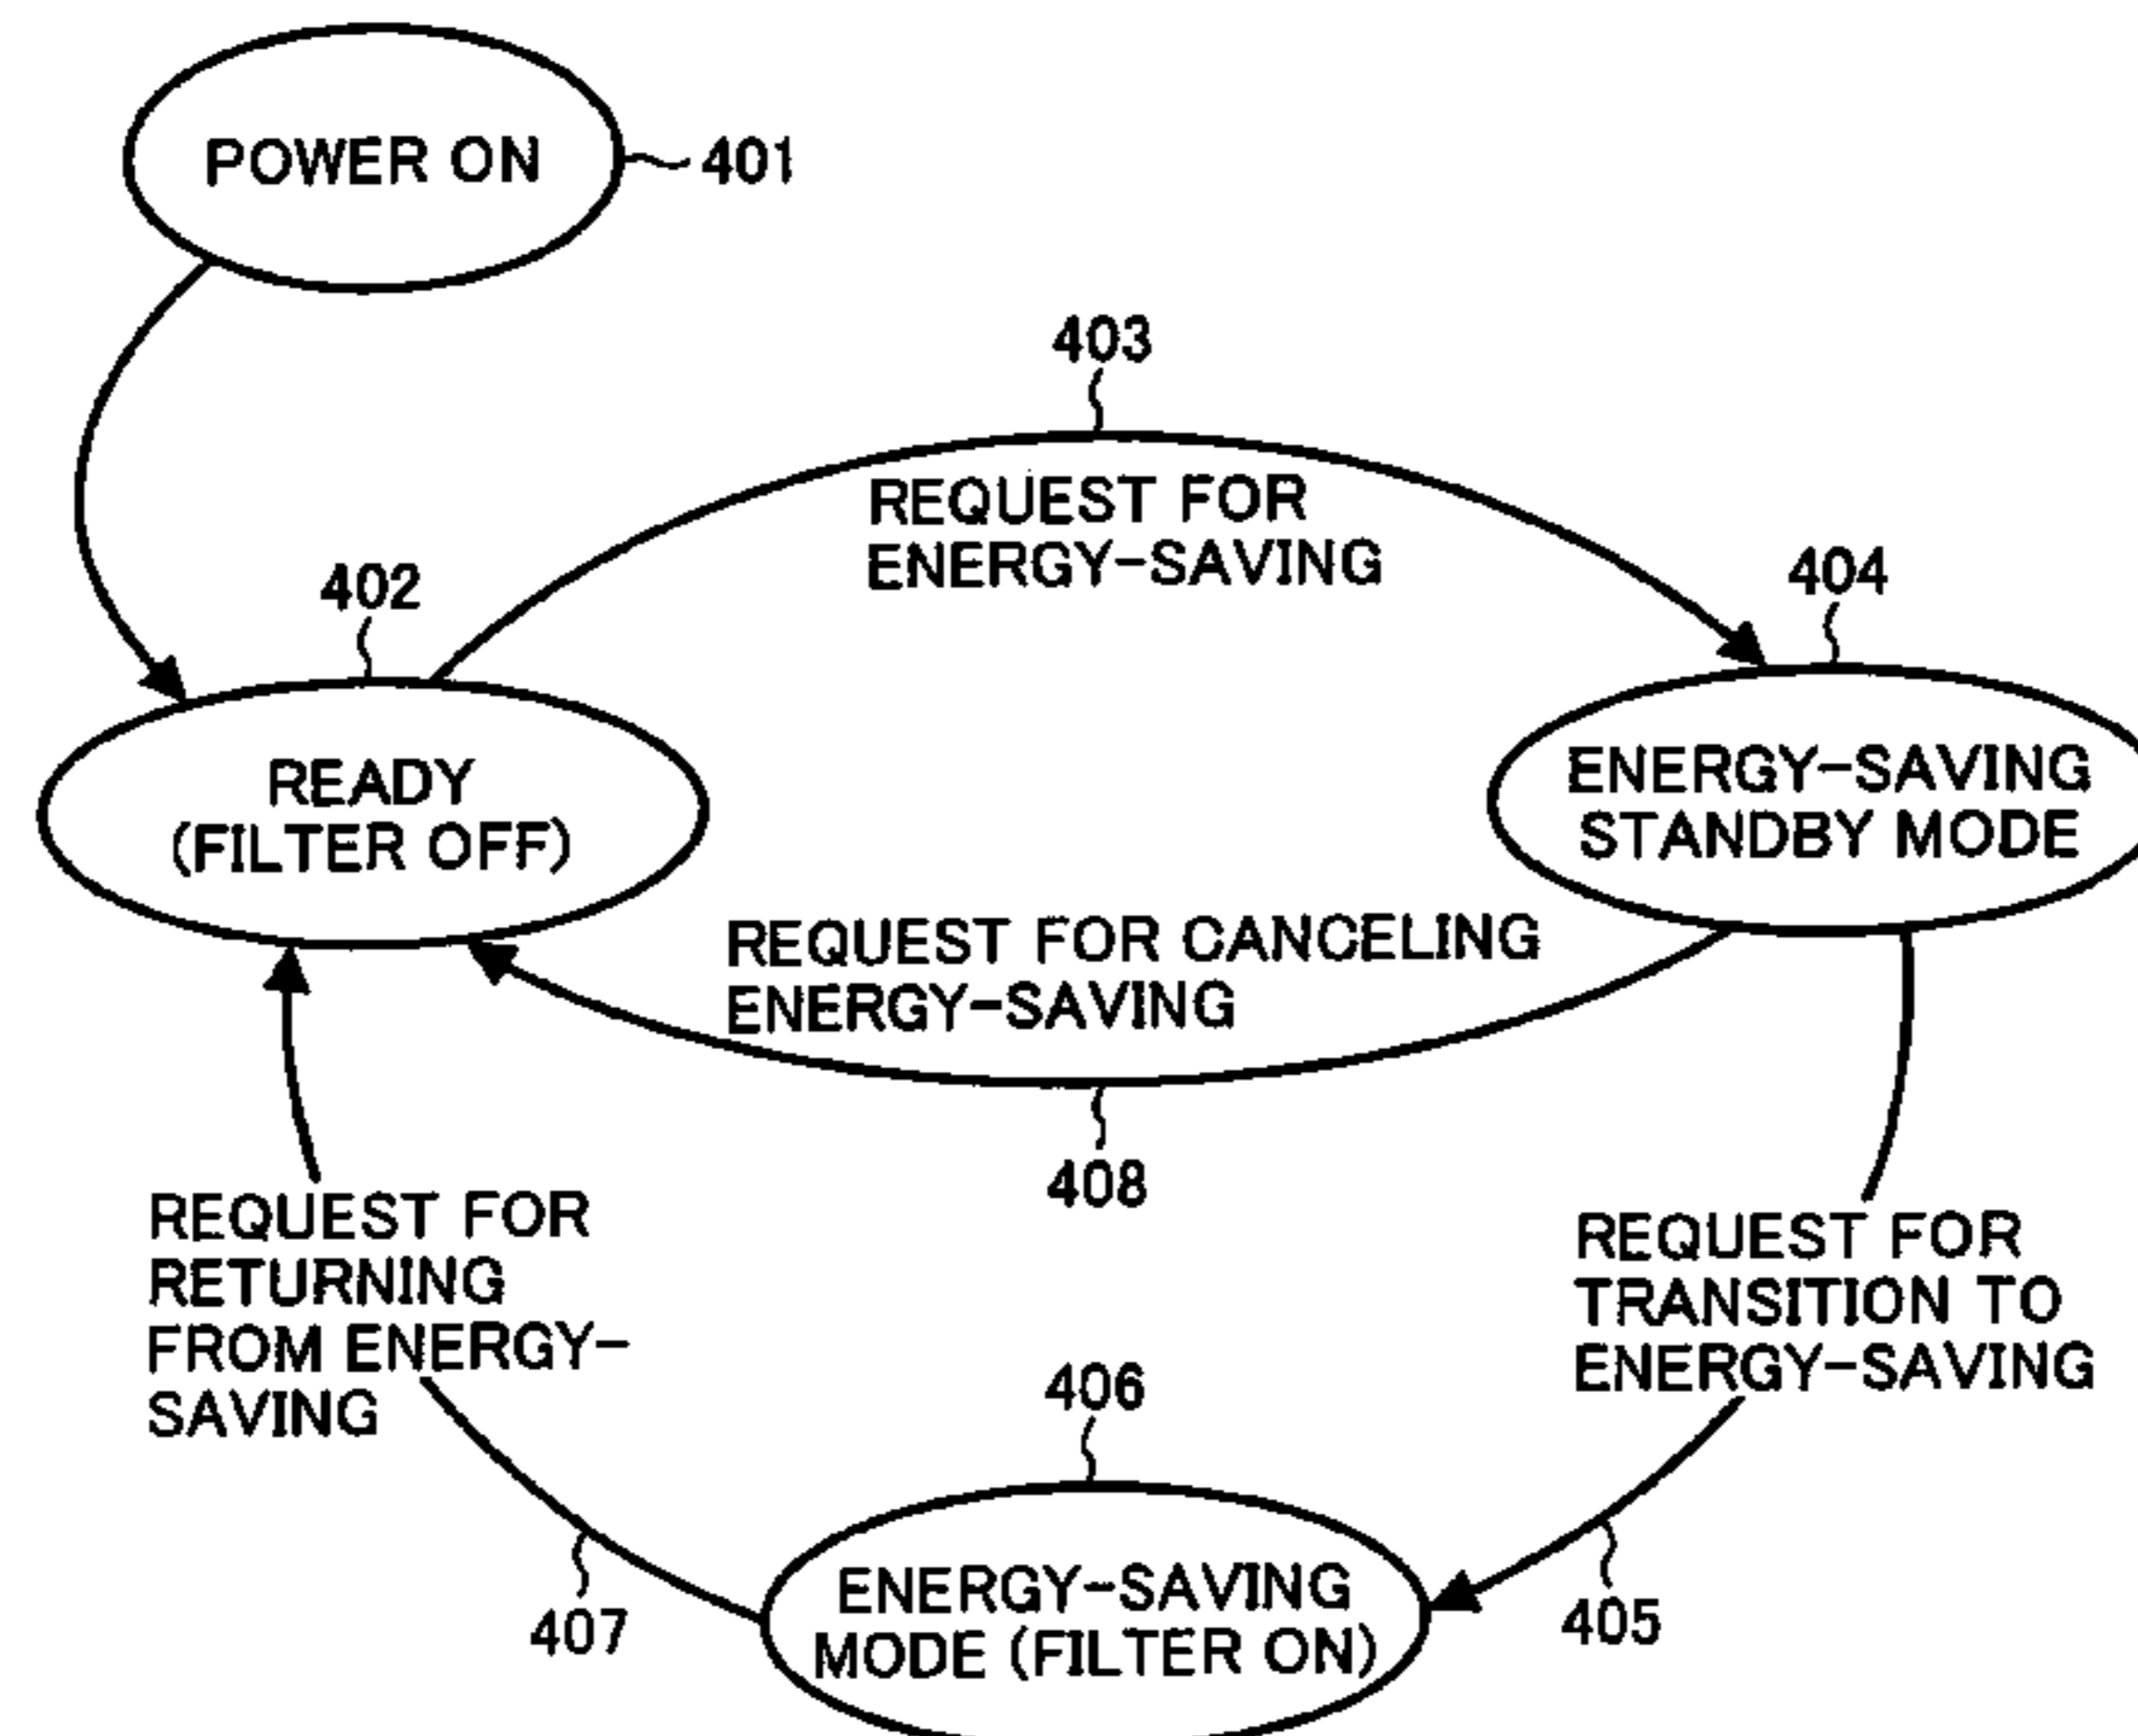 POWER ON
401
403
REQUEST FOR
ENERGY-SAVING
402
404
READY
(FILTER OFF)
ENERGY-SAVING
STANDBY MODE
REQUEST FOR CANCELING
ENERGY-SAVING
408
REQUEST FOR
RETURNING
FROM ENERGY-
SAVING
REQUEST FOR
TRANSITION TO
ENERGY-SAVING
406
407
ENERGY-SAVING
MODE (FILTER ON)
405